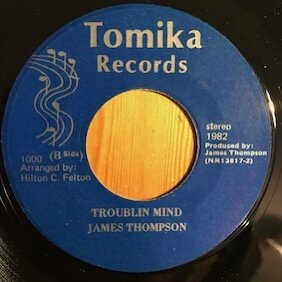 Tomika
Records
stereo
1982
Produced by:
James Thompson
(NR13817-2)
1000 (B Side)
Arranged by:
Hilton C. Felton
TROUBLIN MIND
JAMES THOMPSON